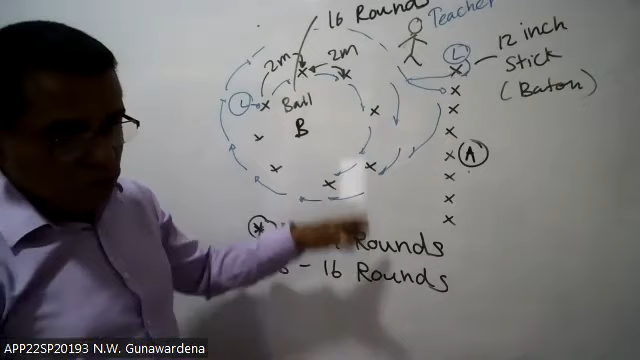 - 16 Rounds
Teacher
2m
2m
L
12 inch
Stick
(Baton)
L
Ball
B
A
Rounds
- 16 Rounds
APP22SP20193 N.W. Gunawardena